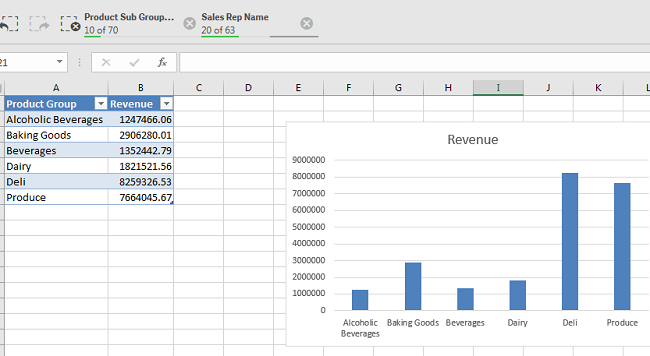 Product Sub Group...
10 of 70
Sales Rep Name
20 of 63
21
fx
A B C D E F G H I J K L
Product Group Revenue
Alcoholic Beverages 1247466.06
Baking Goods 2906280.01
Beverages 1352442.79
Dairy 1821521.56
Deli 8259326.53
Produce 7664045.67
Revenue
9000000
8000000
7000000
6000000
5000000
4000000
3000000
2000000
1000000
0
Alcoholic Beverages
Baking Goods
Beverages
Dairy
Deli
Produce